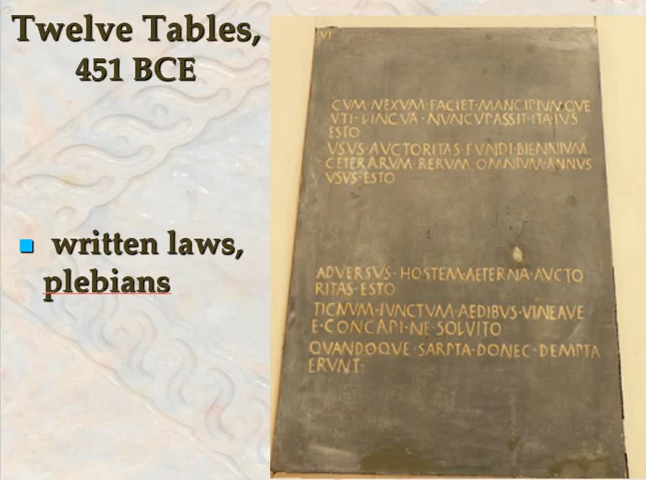 Twelve Tables,
451 BCE
written laws,
plebians
VI
CVM·NEXVM·FACIET·MANCIPIVMQVE
VTI·LINGVA·NVNCVPASSIT·ITA·IVS
ESTO
VSVS·AVCTORITAS·FVNDI·BIENNIVM
CETERARVM RERVM OMNIVM·ANNVS
VSVS·ESTO
ADVERSVS·HOSTEM·AETERNA·AVCTO
RITAS·ESTO
TIGNVM·IVNCTVM·AEDIBVS·VINEAVE
E·CONCAPI·NE·SOLVITO
QVANDOQVE·SARPTA·DONEC·DEMPTA
ERVNT·